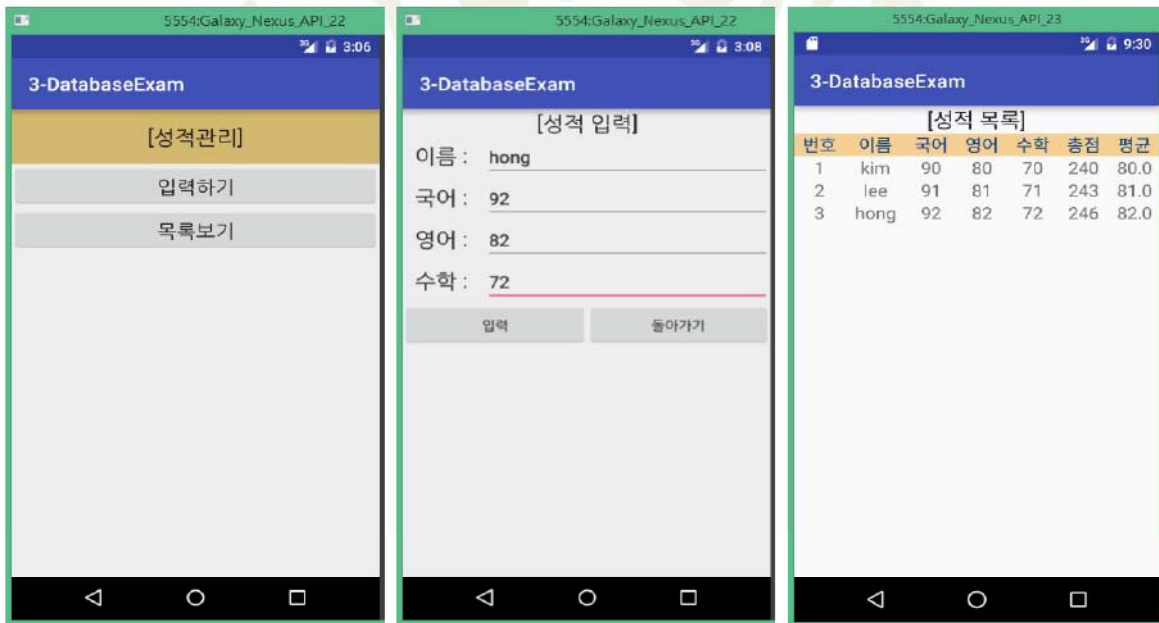 5554:Galaxy_Nexus_API_22
3G 3:06
3-DatabaseExam
[성적관리]
입력하기
목록보기
5554:Galaxy_Nexus_API_22
3G 3:08
3-DatabaseExam
[성적 입력]
이름 : hong
국어 : 92
영어 : 82
수학 : 72
입력 돌아가기
5554:Galaxy_Nexus_API_23
3G 9:30
3-DatabaseExam
[성적 목록]
번호 이름 국어 영어 수학 총점 평균
1 kim 90 80 70 240 80.0
2 lee 91 81 71 243 81.0
3 hong 92 82 72 246 82.0